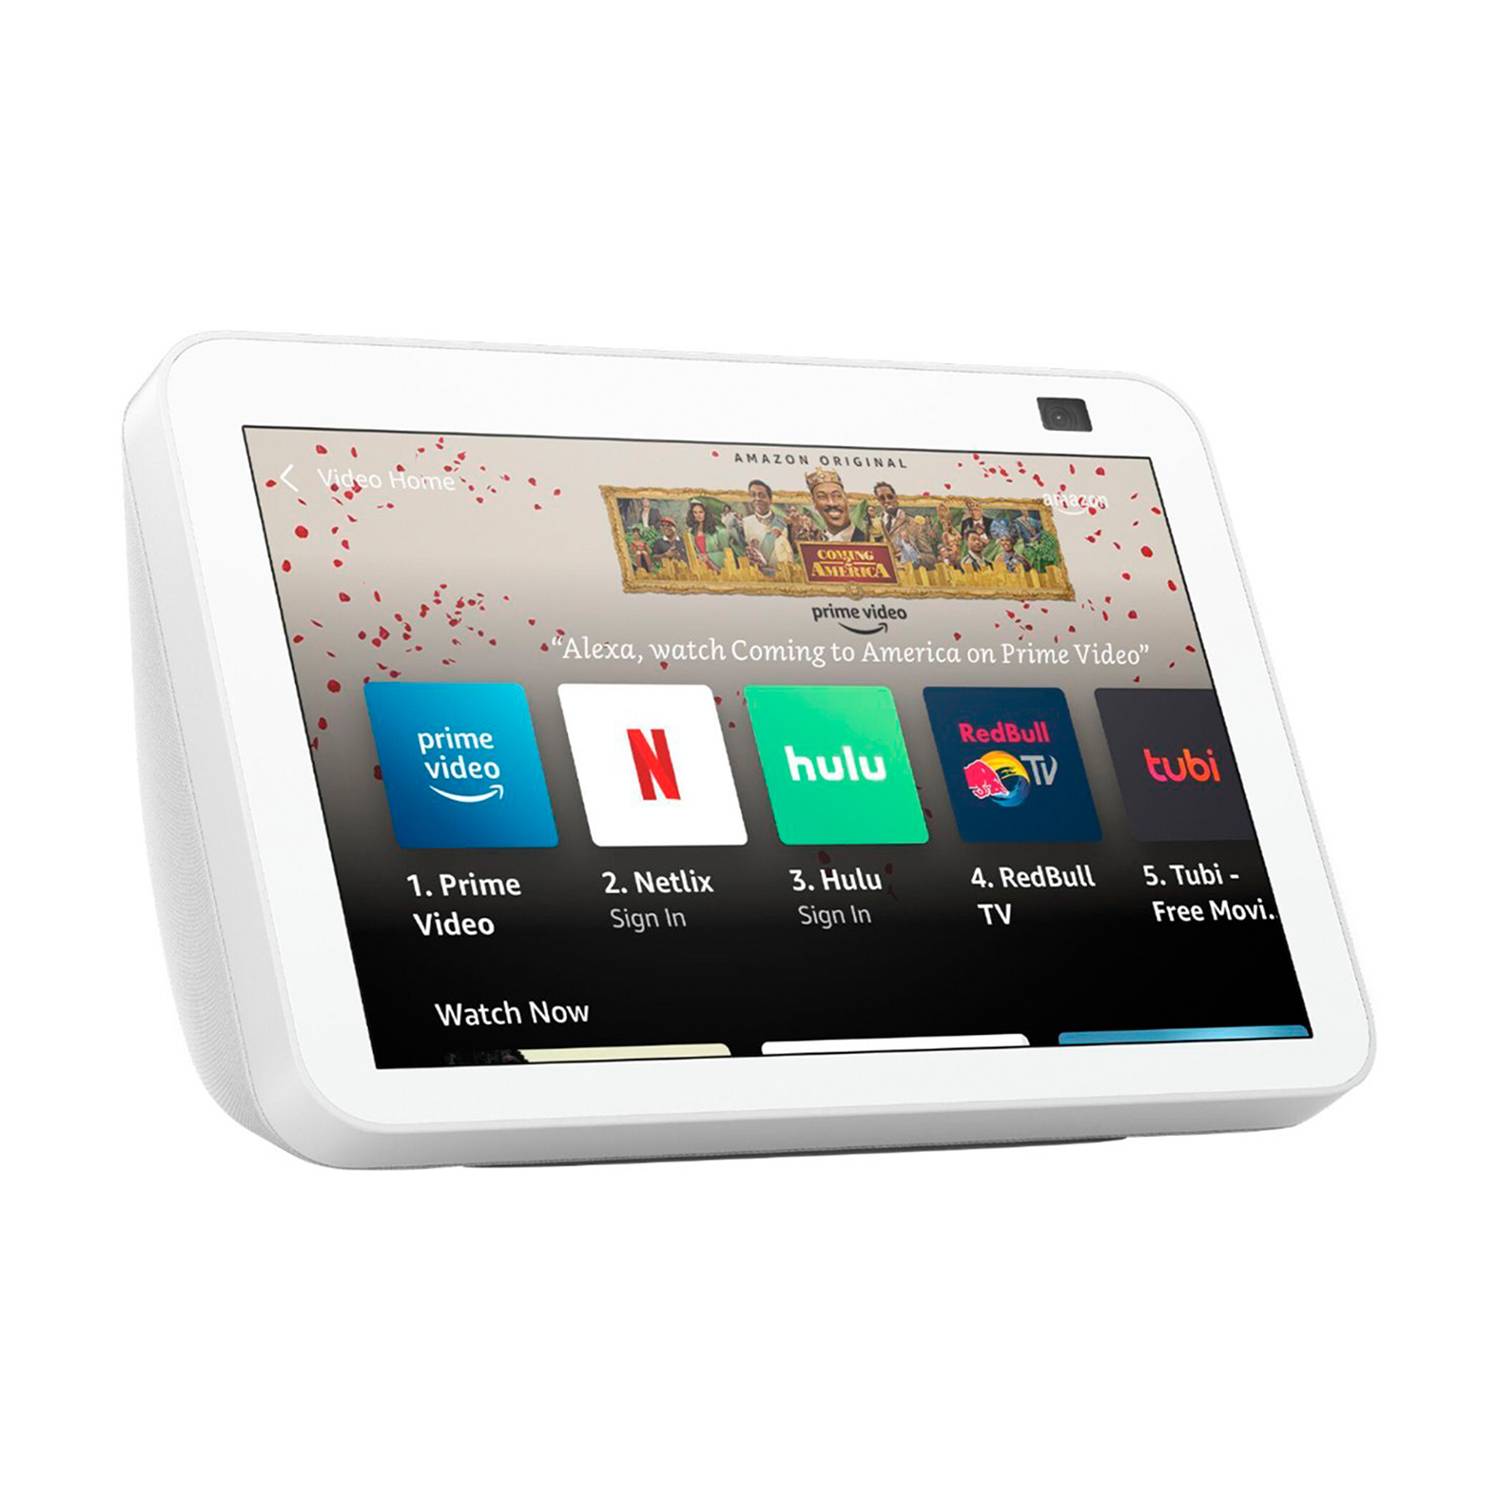 AMAZON ORIGINAL
Video Home
amazon
COMING
2
AMERICA
prime video
“Alexa, watch Coming to America on Prime Video”
prime
video
N
hulu
RedBull
TV
tubi
1. Prime
Video
2. Netlix
Sign In
3. Hulu
Sign In
4. RedBull
TV
5. Tubi -
Free Movi..
Watch Now